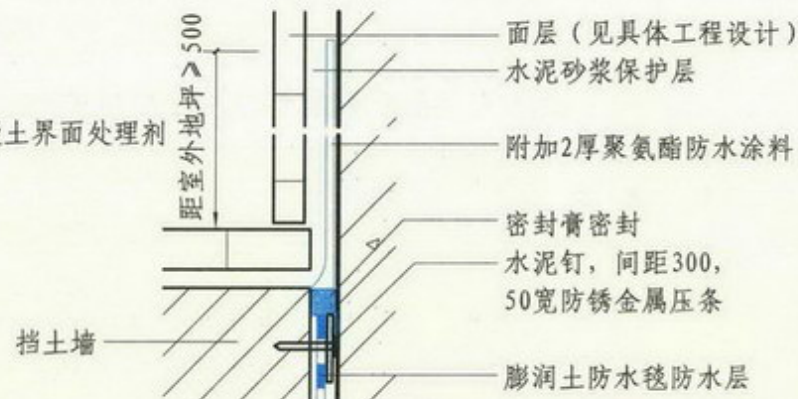 面层（见具体工程设计）
水泥砂浆保护层
土界面处理剂
距室外地坪≥500
附加2厚聚氨酯防水涂料
密封膏密封
水泥钉，间距300，
50宽防锈金属压条
挡土墙
膨润土防水毯防水层